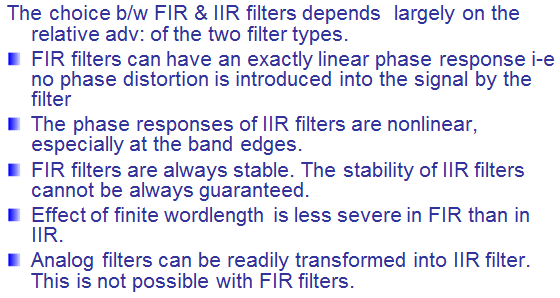 The choice b/w FIR & IIR filters depends  largely on the
relative adv: of the two filter types.
FIR filters can have an exactly linear phase response i-e
no phase distortion is introduced into the signal by the
filter
The phase responses of IIR filters are nonlinear,
especially at the band edges.
FIR filters are always stable. The stability of IIR filters
cannot be always guaranteed.
Effect of finite wordlength is less severe in FIR than in
IIR.
Analog filters can be readily transformed into IIR filter.
This is not possible with FIR filters.